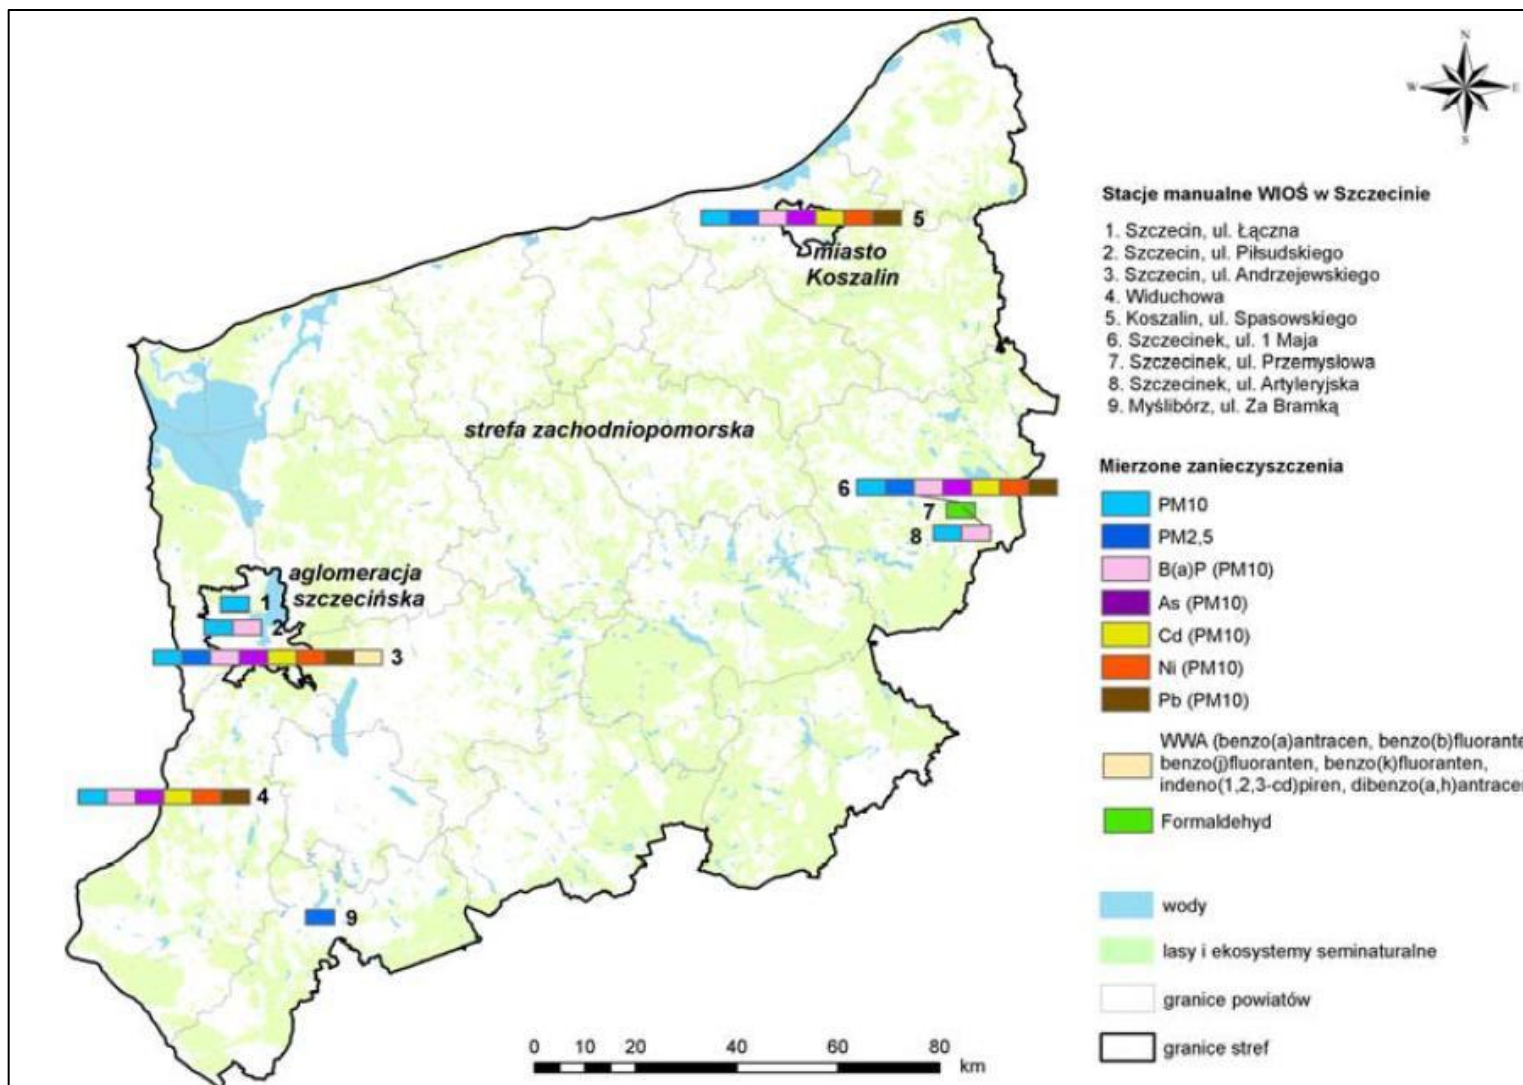 N
W
E
S
Stacje manualne WIOŚ w Szczecinie
1. Szczecin, ul. Łączna
2. Szczecin, ul. Piłsudskiego
3. Szczecin, ul. Andrzejewskiego
4. Widuchowa
5. Koszalin, ul. Spasowskiego
6. Szczecinek, ul. 1 Maja
7. Szczecinek, ul. Przemysłowa
8. Szczecinek, ul. Artyleryjska
9. Myślibórz, ul. Za Bramką
5
miasto
Koszalin
strefa zachodniopomorska
6
7
8
aglomeracja
szczecińska
1
2
3
4
9
Mierzone zanieczyszczenia
PM10
PM2,5
B(a)P (PM10)
As (PM10)
Cd (PM10)
Ni (PM10)
Pb (PM10)
WWA (benzo(a)antracen, benzo(b)fluorante
benzo(j)fluoranten, benzo(k)fluoranten,
indeno(1,2,3-cd)piren, dibenzo(a,h)antracen
Formaldehyd
wody
lasy i ekosystemy seminaturalne
granice powiatów
granice stref
0 10 20 40 60 80
km